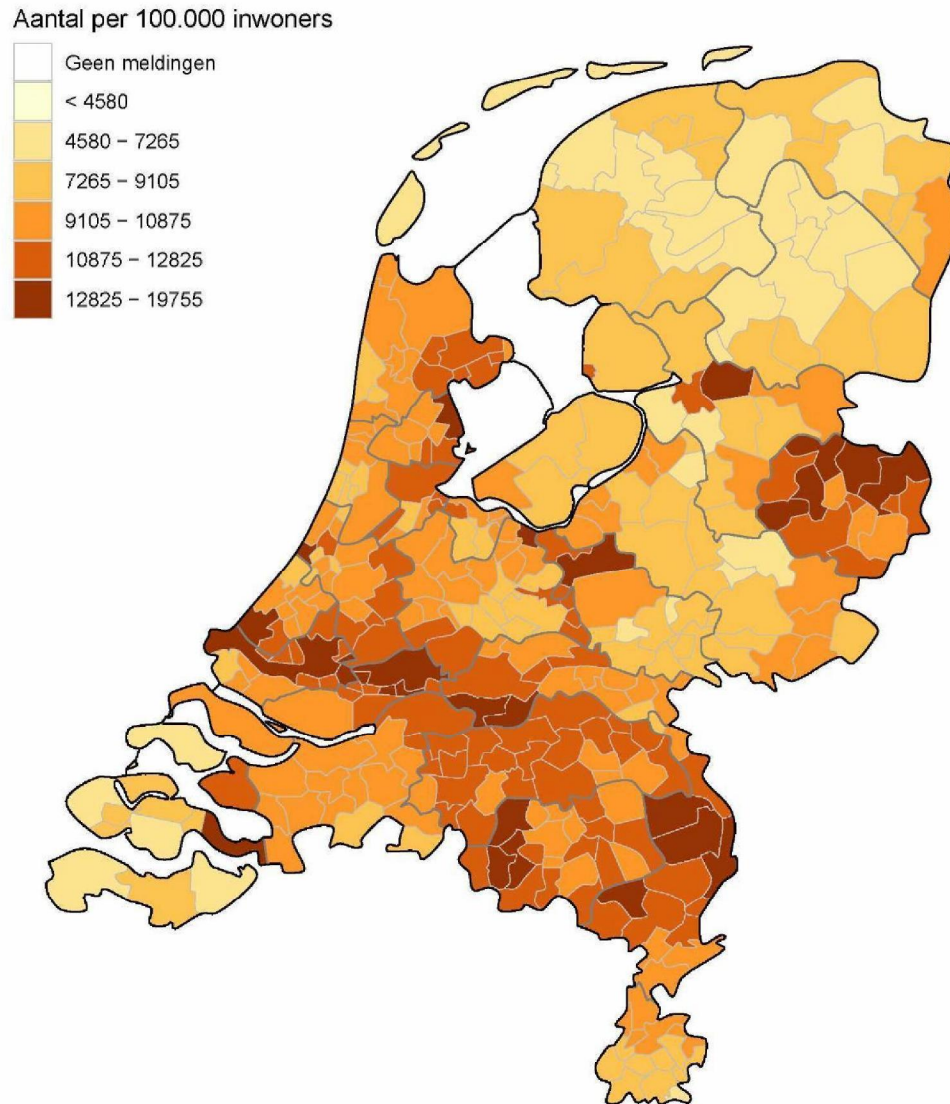 Aantal per 100.000 inwoners
Geen meldingen
< 4580
4580 – 7265
7265 – 9105
9105 – 10875
10875 – 12825
12825 – 19755